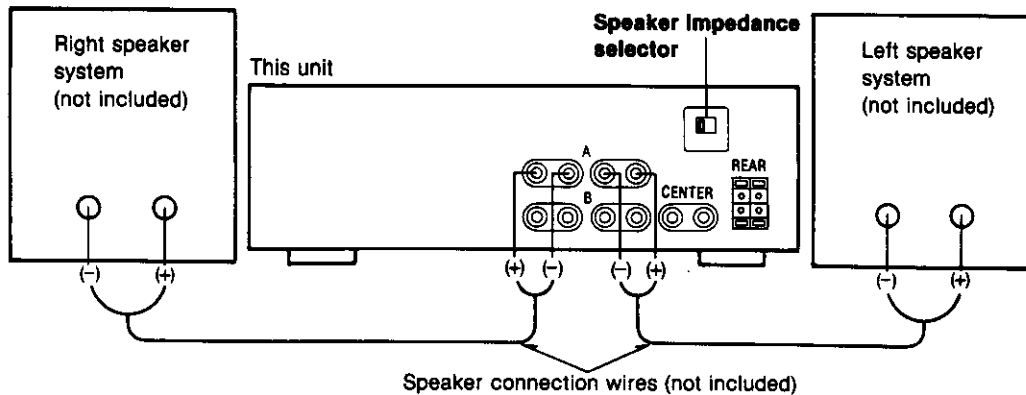 Right speaker
system
(not included)
This unit
Speaker Impedance
selector
Left speaker
system
(not included)
A
B
CENTER
REAR
(−) (+)
(+) (−) (−) (+)
(−) (+)
Speaker connection wires (not included)